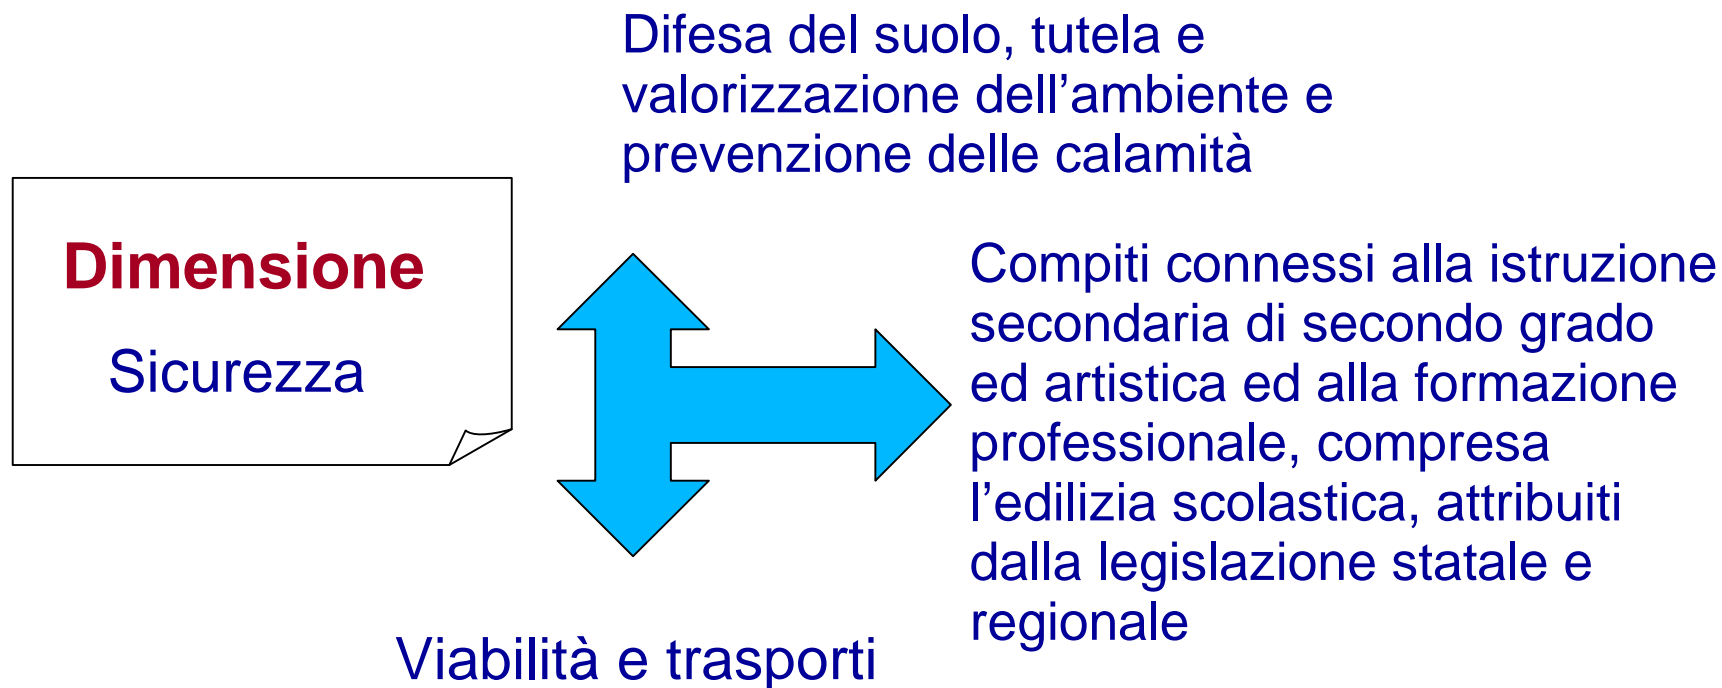 Difesa del suolo, tutela e
valorizzazione dell’ambiente e
prevenzione delle calamità
Dimensione
Sicurezza
Compiti connessi alla istruzione
secondaria di secondo grado
ed artistica ed alla formazione
professionale, compresa
l’edilizia scolastica, attribuiti
dalla legislazione statale e
regionale
Viabilità e trasporti